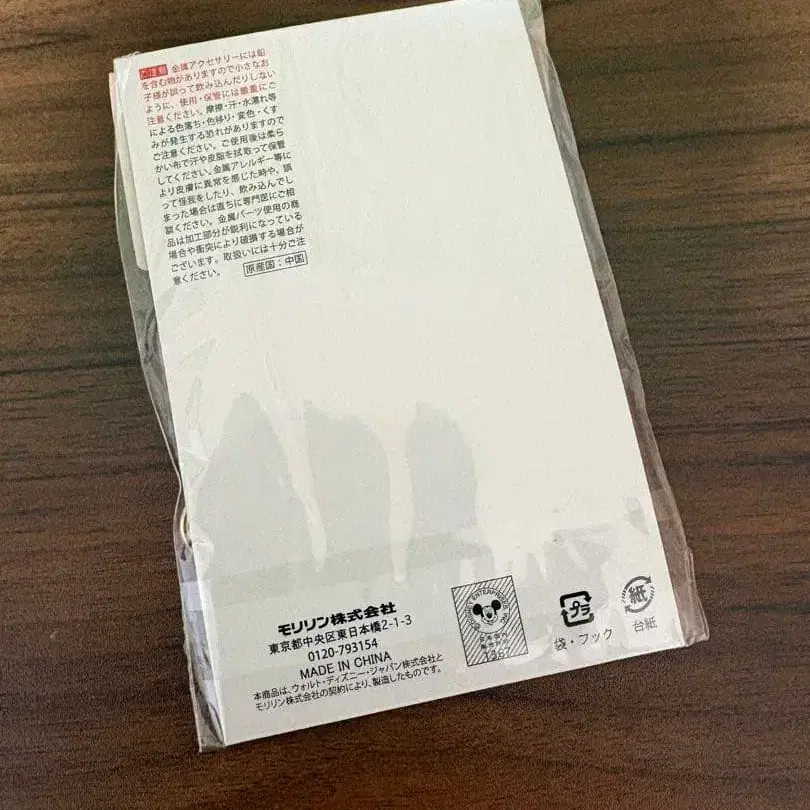 ご注意 金属アクセサリーには鉛
を含む物がありますので小さなお
子様が誤って飲み込んだりしない
ように、使用・保管には厳重にご
注意ください。摩擦・汗・水濡れ等
による色落ち・色移り・変色・くす
みが発生する恐れがありますので
ご注意ください。ご使用後は柔ら
かい布で汗や皮脂を拭取って保管
してください。金属アレルギー等に
より皮膚に異常を感じた時や、誤
って怪我をしたり、飲み込んでし
まった場合は直ちに専門医にご相
談ください。金属パーツ使用の商
品は加工部分が鋭利になっている
場合や衝突により破損する場合が
ございます。取扱いには十分ご注
意ください。
原産国：中国
モリリン株式会社
東京都中央区東日本橋2-1-3
0120-793154
MADE IN CHINA
本商品は、ウォルト・ディズニー・ジャパン株式会社と
モリリン株式会社の契約により、製造したものです。
プラ
袋・フック
紙
台紙